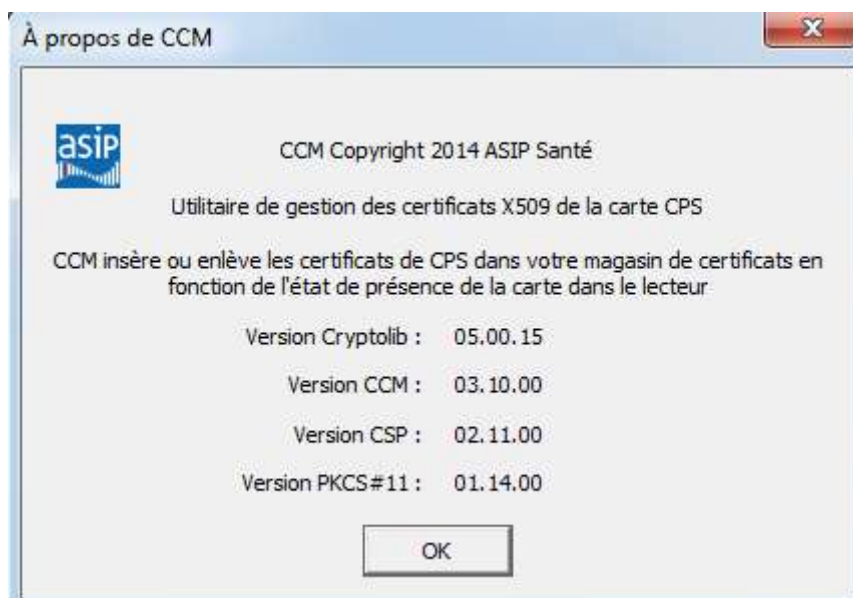 À propos de CCM
asip
CCM Copyright 2014 ASIP Santé
Utilitaire de gestion des certificats X509 de la carte CPS
CCM insère ou enlève les certificats de CPS dans votre magasin de certificats en
fonction de l'état de présence de la carte dans le lecteur
Version Cryptolib : 05.00.15
Version CCM : 03.10.00
Version CSP : 02.11.00
Version PKCS#11 : 01.14.00
OK